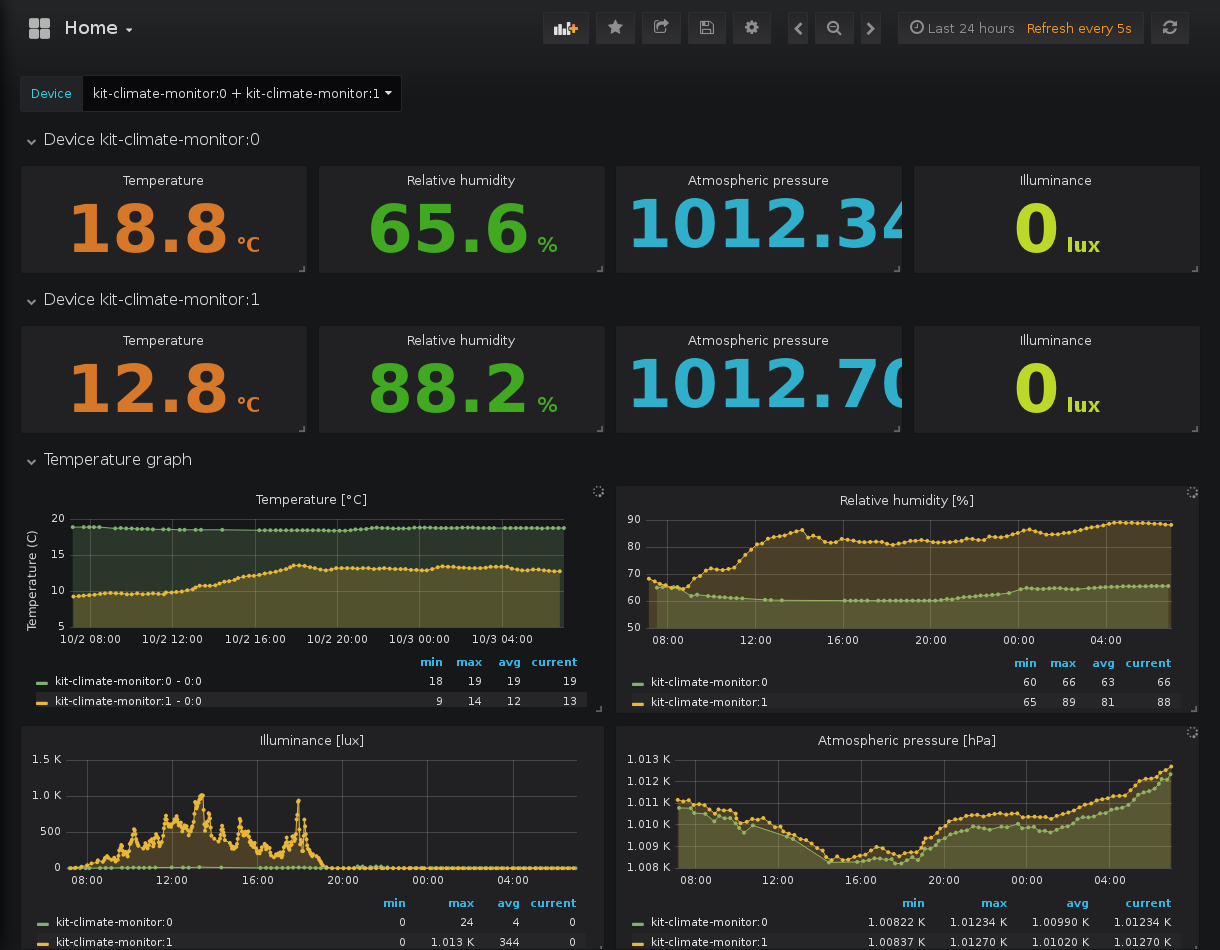 Home
Last 24 hours Refresh every 5s
Device kit-climate-monitor:0 + kit-climate-monitor:1
Device kit-climate-monitor:0
Temperature Relative humidity Atmospheric pressure Illuminance
18.8 °C 65.6 % 1012.34 0 lux
Device kit-climate-monitor:1
Temperature Relative humidity Atmospheric pressure Illuminance
12.8 °C 88.2 % 1012.70 0 lux
Temperature graph
Temperature [°C]
Temperature (C)
20
15
10
5
10/2 08:00 10/2 12:00 10/2 16:00 10/2 20:00 10/3 00:00 10/3 04:00
min max avg current
kit-climate-monitor:0 - 0:0 18 19 19 19
kit-climate-monitor:1 - 0:0 9 14 12 13
Relative humidity [%]
90
80
70
60
50
08:00 12:00 16:00 20:00 00:00 04:00
min max avg current
kit-climate-monitor:0 60 66 63 66
kit-climate-monitor:1 65 89 81 88
Illuminance [lux]
1.5 K
1.0 K
500
0
08:00 12:00 16:00 20:00 00:00 04:00
min max avg current
kit-climate-monitor:0 0 24 4 0
kit-climate-monitor:1 0 1.013 K 344 0
Atmospheric pressure [hPa]
1.013 K
1.012 K
1.011 K
1.010 K
1.009 K
1.008 K
08:00 12:00 16:00 20:00 00:00 04:00
min max avg current
kit-climate-monitor:0 1.00822 K 1.01234 K 1.00990 K 1.01234 K
kit-climate-monitor:1 1.00837 K 1.01270 K 1.01020 K 1.01270 K